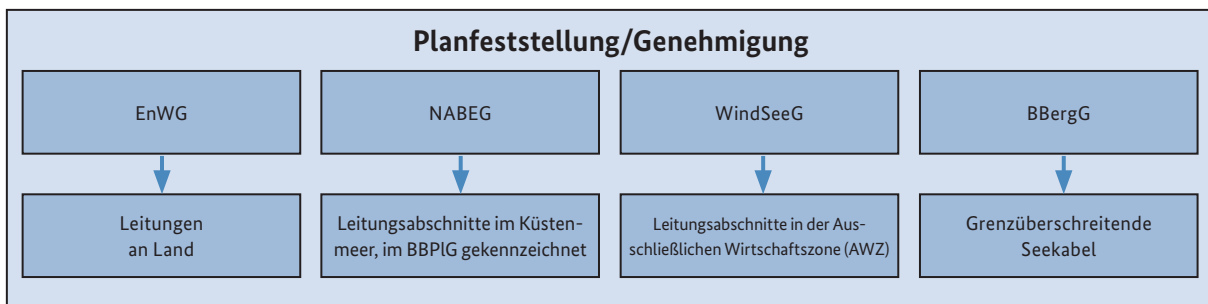 Planfeststellung/Genehmigung
EnWG
NABEG
WindSeeG
BBergG
Leitungen
an Land
Leitungsabschnitte im Küsten-
meer, im BBPlG gekennzeichnet
Leitungsabschnitte in der Aus-
schließlichen Wirtschaftszone (AWZ)
Grenzüberschreitende
Seekabel